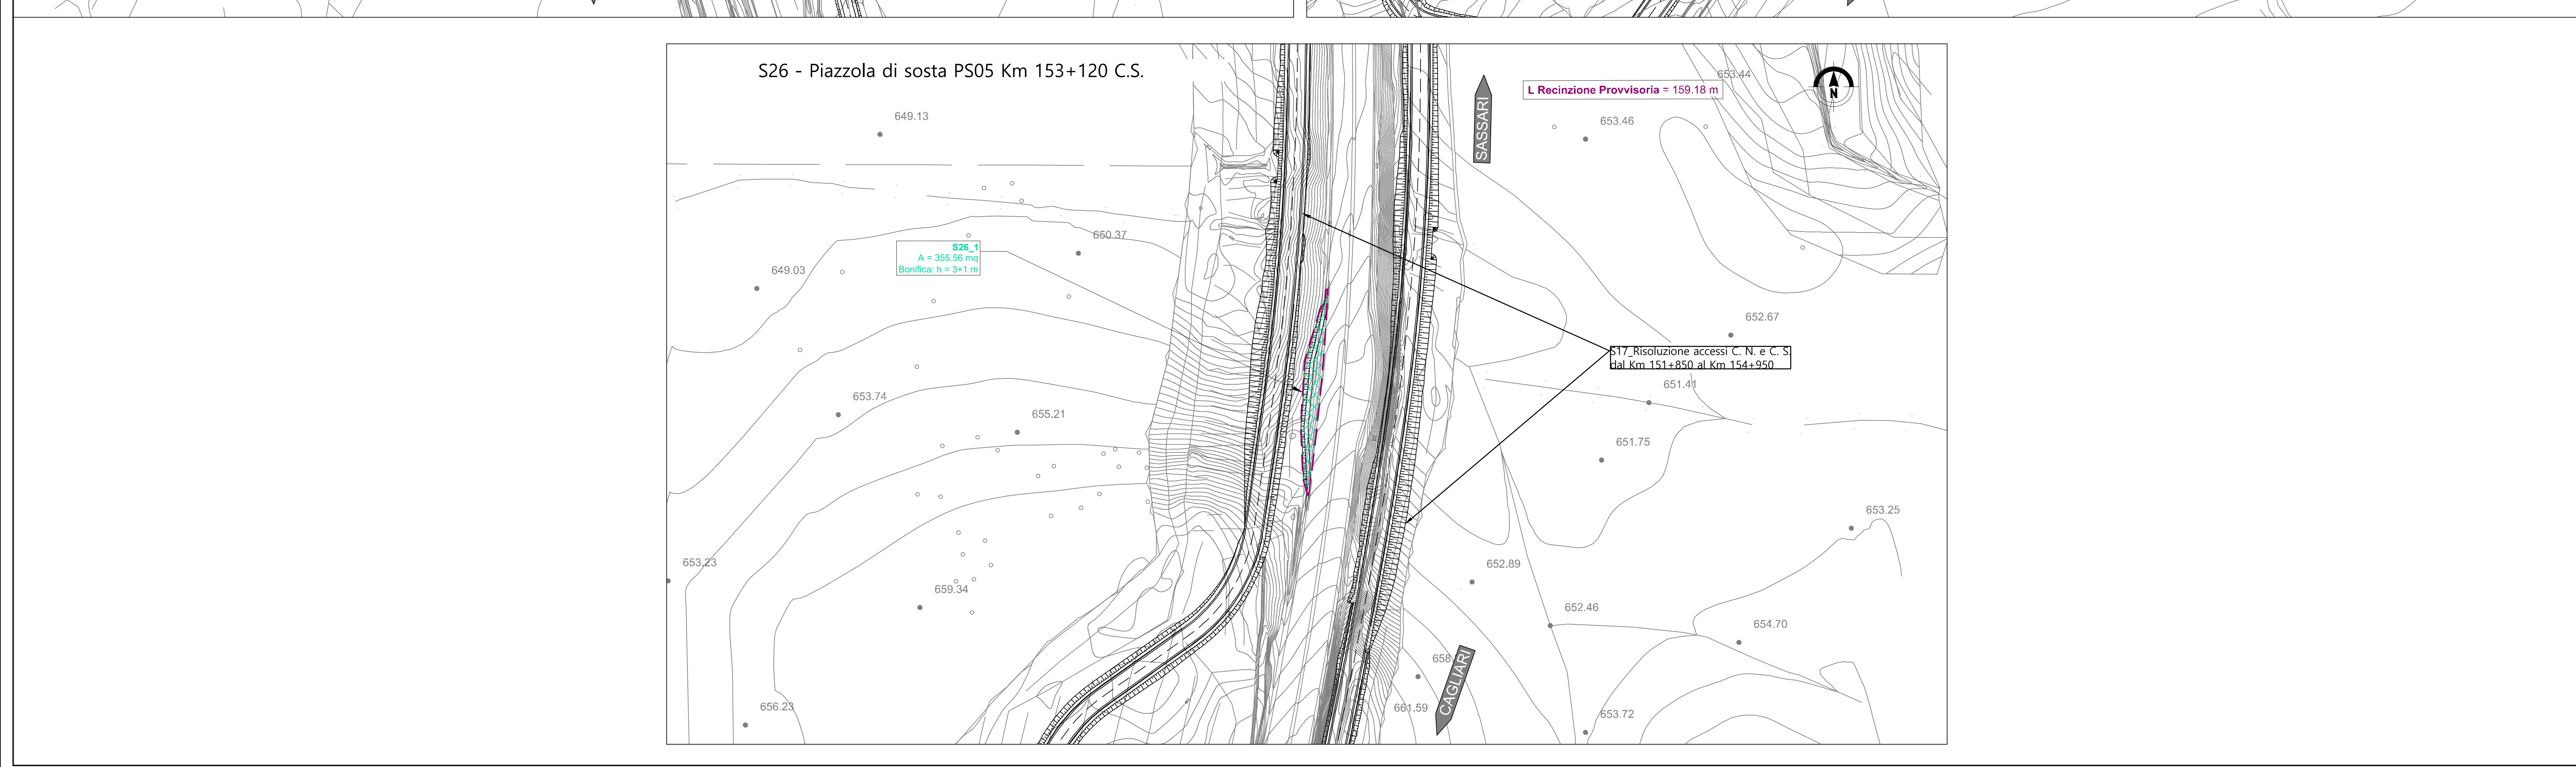 S26 - Piazzola di sosta PS05 Km 153+120 C.S.
L Recinzione Provvisoria = 159.18 m
653.44
N
SASSARI
649.13
653.46
650.37
S26_1
A = 355.56 mq
Bonifica: h = 3+1 m
649.03
652.67
S17_Risoluzione accessi C. N. e C. S.
dal Km 151+850 al Km 154+950
651.41
653.74
655.21
651.75
653.25
653.23
652.89
659.34
652.46
654.70
658
CAGLIARI
656.23
661.59
653.72